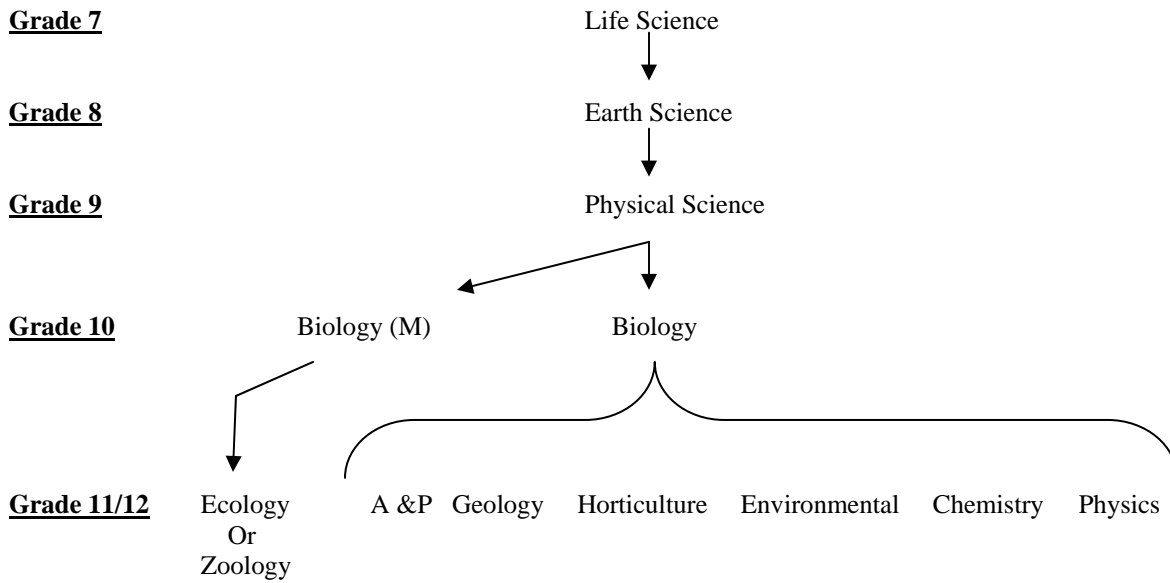 Grade 7 Life Science
Grade 8 Earth Science
Grade 9 Physical Science
Grade 10 Biology (M) Biology
Grade 11/12 Ecology A &P Geology Horticulture Environmental Chemistry Physics
Or
Zoology